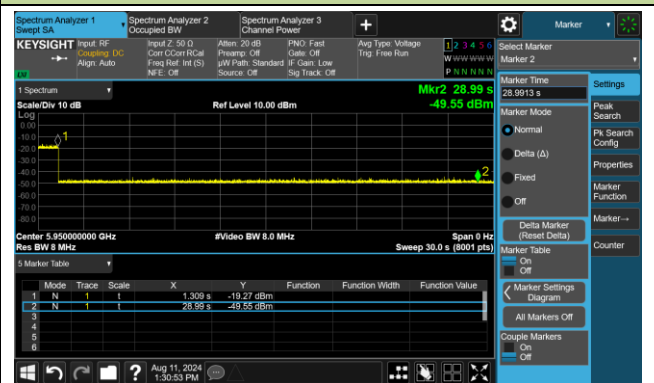 Spectrum Analyzer 1
Swept SA
Spectrum Analyzer 2
Occupied BW
Spectrum Analyzer 3
Channel Power
+
Marker
KEYSIGHT
Input: RF
Coupling: DC
Align: Auto
Input Z: 50 Ω
Corr CCorr RCal
Freq Ref: Int (S)
NFE: Off
Atten: 20 dB
Preamp: Off
µW Path: Standard
Source: Off
PNO: Fast
Gate: Off
IF Gain: Low
Sig Track: Off
Avg Type: Voltage
Trig: Free Run
1 2 3 4 5 6
W W W W W W
P N N N N N
LNI
1 Spectrum
Scale/Div 10 dB
Log
Ref Level 10.00 dBm
Mkr2 28.99 s
-49.55 dBm
0.00
-10.0
-20.0
-30.0
-40.0
-50.0
-60.0
-70.0
-80.0
1
2
Center 5.950000000 GHz
Res BW 8 MHz
#Video BW 8.0 MHz
Span 0 Hz
Sweep 30.0 s (8001 pts)
5 Marker Table
Mode Trace Scale X Y Function Function Width Function Value
1 N 1 t 1.309 s -19.27 dBm
2 N 1 t 28.99 s -49.55 dBm
3
4
5
6
Select Marker
Marker 2
Marker Time
28.9913 s
Marker Mode
Normal
Delta (Δ)
Fixed
Off
Delta Marker
(Reset Delta)
Marker Table
On
Off
Marker Settings
Diagram
All Markers Off
Couple Markers
On
Off
Settings
Peak
Search
Pk Search
Config
Properties
Marker
Function
Marker→
Counter
?
Aug 11, 2024
1:30:53 PM